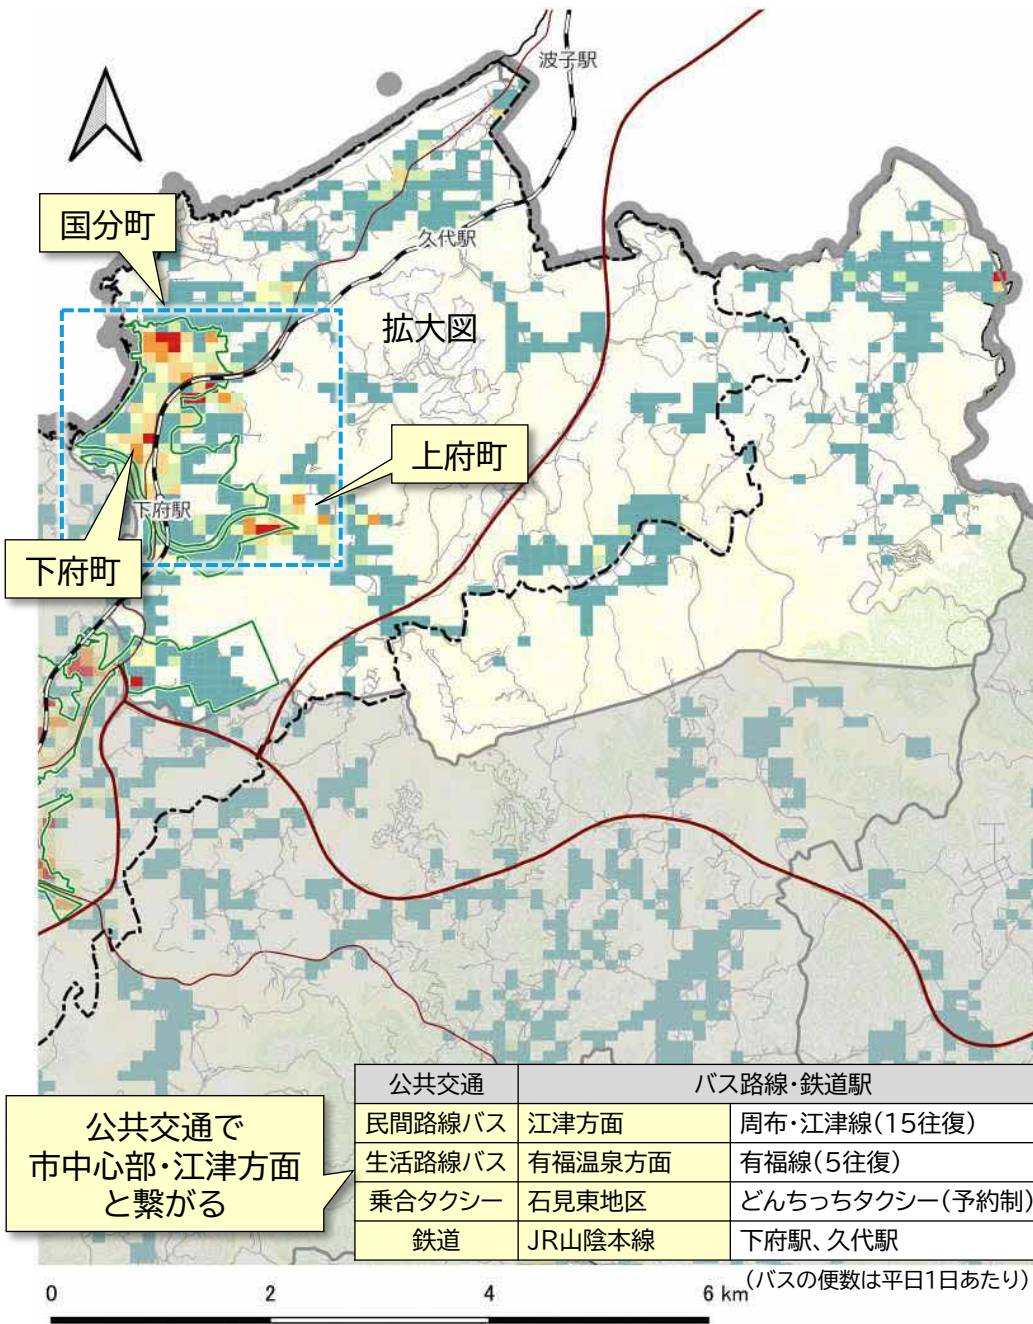 波子駅
国分町
久代駅
拡大図
上府町
下府駅
下府町
公共交通で
市中心部・江津方面
と繋がる
公共交通 バス路線・鉄道駅
民間路線バス 江津方面 周布・江津線(15往復)
生活路線バス 有福温泉方面 有福線(5往復)
乗合タクシー 石見東地区 どんちっちタクシー(予約制)
鉄道 JR山陰本線 下府駅、久代駅
(バスの便数は平日1日あたり)
0 2 4 6 km